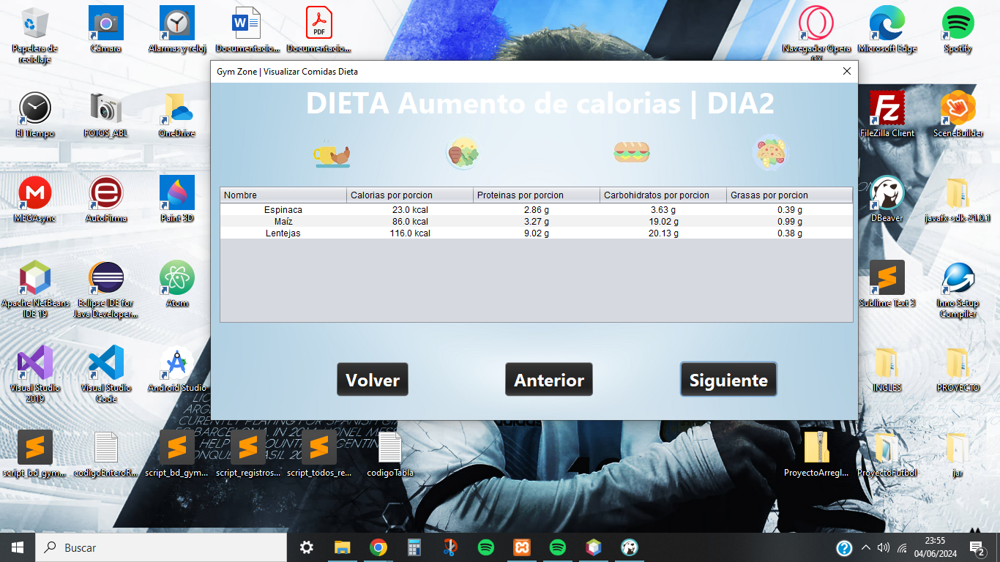 Papelera de
reciclaje
Cámara
Alarmas y reloj
Documentacio...
PDF
Documentacio...
Navegador Opera
GX
Microsoft Edge
Spotify
El Tiempo
FOTOS_ABL
OneDrive
FileZilla Client
SceneBuilder
MEGAsync
AutoFirma
Paint 3D
DBeaver
javafx-sdk-21.0.1
Apache NetBeans
IDE 19
Eclipse IDE for
Java Developer...
Atom
Sublime Text 3
Inno Setup
Compiler
Visual Studio
2019
Visual Studio
Code
Android Studio
INGLES
PROYECTO
Gym Zone | Visualizar Comidas Dieta
DIETA Aumento de calorias | DIA2
Nombre Calorias por porcion Proteinas por porcion Carbohidratos por porcion Grasas por porcion
Espinaca 23.0 kcal 2.86 g 3.63 g 0.39 g
Maíz 86.0 kcal 3.27 g 19.02 g 0.99 g
Lentejas 116.0 kcal 9.02 g 20.13 g 0.38 g
Volver Anterior Siguiente
script_bd_gym...
codigoEnteroR...
script_bd_gym...
script_registros...
script_todos_re...
codigoTabla
ProyectoArregl...
ProyectoFutbol
jar
Buscar
23:55
04/06/2024
2